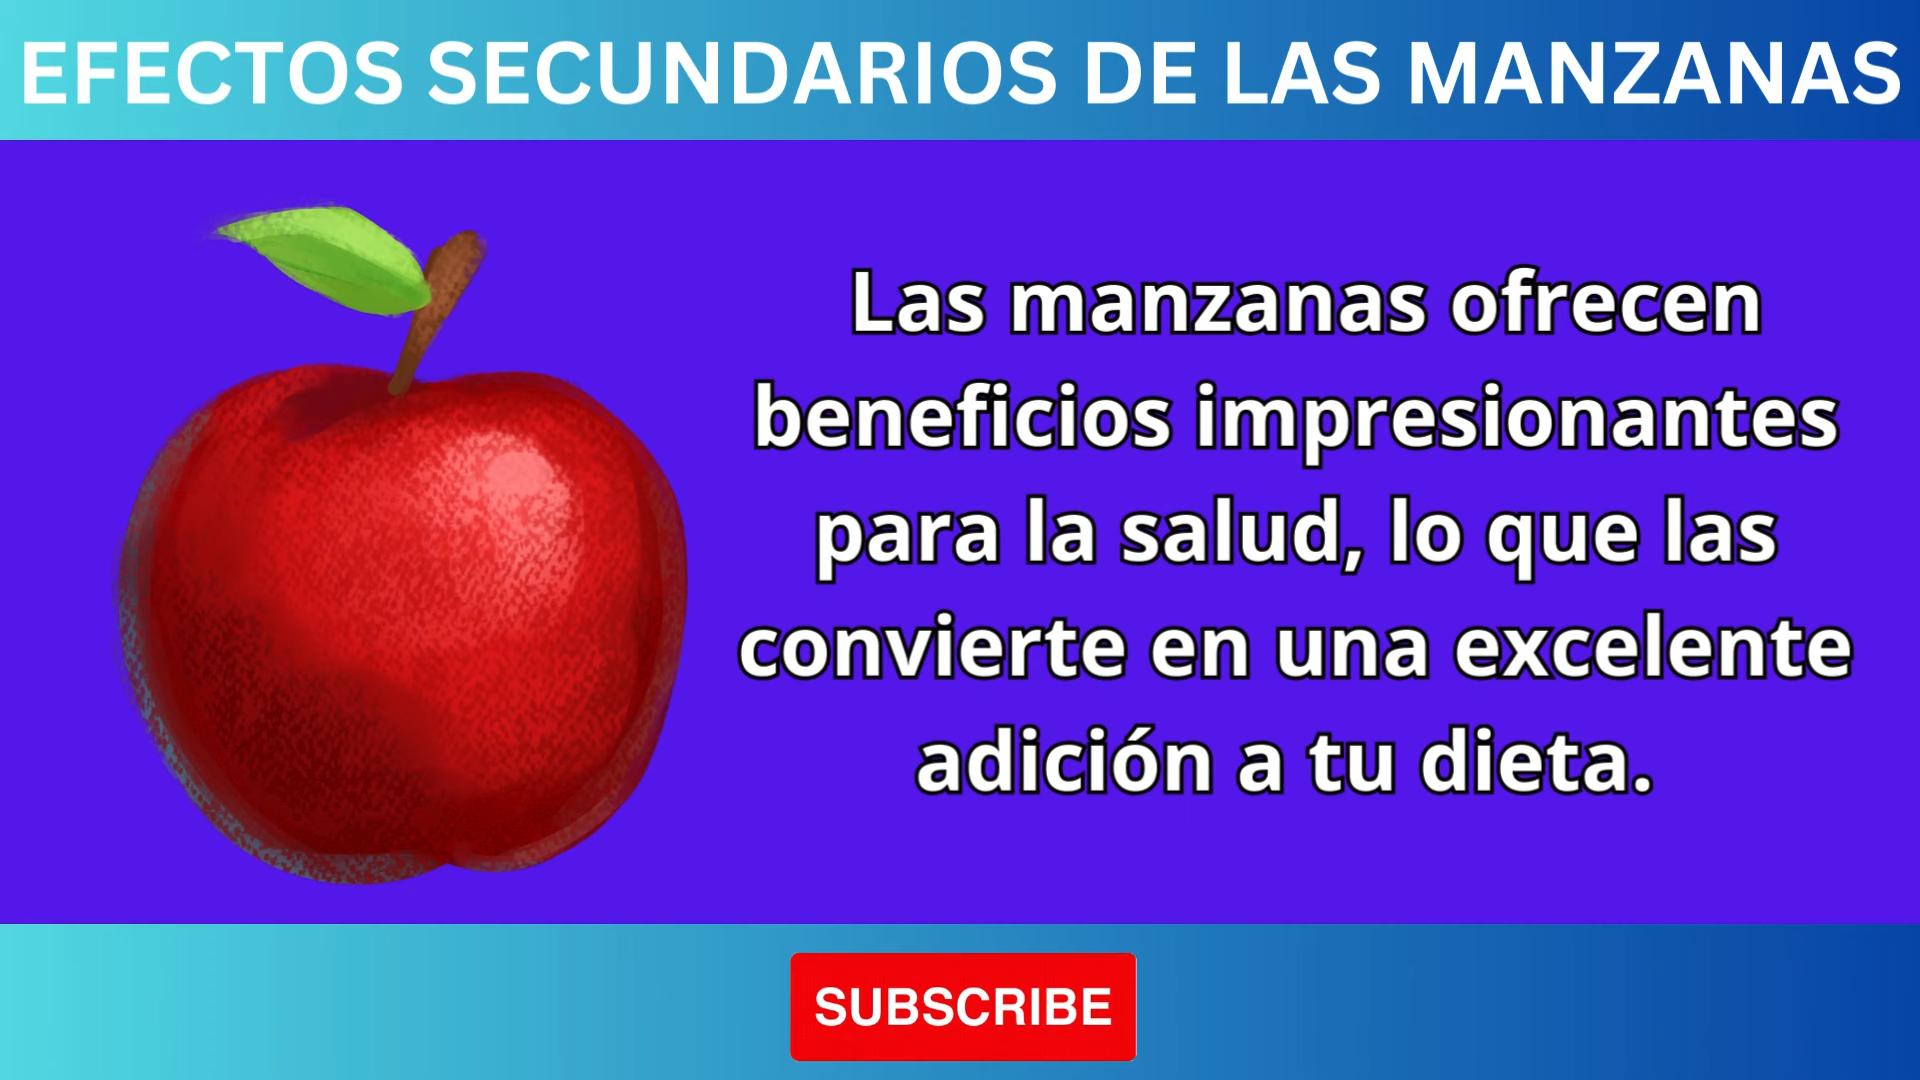 EFECTOS SECUNDARIOS DE LAS MANZANAS
Las manzanas ofrecen
beneficios impresionantes
para la salud, lo que las
convierte en una excelente
adición a tu dieta.
SUBSCRIBE